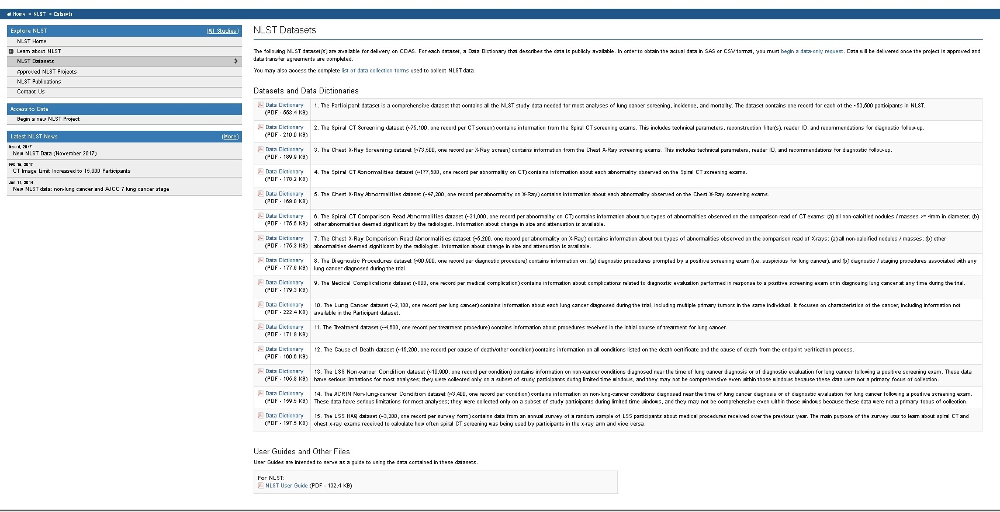 Home > NLST > Datasets
Explore NLST (All Studies)
NLST Home
Learn about NLST
NLST Datasets
Approved NLST Projects
NLST Publications
Contact Us
Access to Data
Begin a new NLST Project
Latest NLST News (More)
Nov 8, 2017
New NLST Data (November 2017)
Feb 16, 2017
CT Image Limit Increased to 15,000 Participants
Jun 11, 2014
New NLST data: non-lung cancer and AJCC 7 lung cancer stage
NLST Datasets
The following NLST dataset(s) are available for delivery on CDAS. For each dataset, a Data Dictionary that describes the data is publicly available. In order to obtain the actual data in SAS or CSV format, you must begin a data-only request. Data will be delivered once the project is approved and
data transfer agreements are completed.
You may also access the complete list of data collection forms used to collect NLST data.
Datasets and Data Dictionaries
Data Dictionary
(PDF - 553.4 KB)
1. The Participant dataset is a comprehensive dataset that contains all the NLST study data needed for most analyses of lung cancer screening, incidence, and mortality. The dataset contains one record for each of the ~53,500 participants in NLST.
Data Dictionary
(PDF - 210.0 KB)
2. The Spiral CT Screening dataset (~75,100, one record per CT screen) contains information from the Spiral CT screening exams. This includes technical parameters, reconstruction filter(s), reader ID, and recommendations for diagnostic follow-up.
Data Dictionary
(PDF - 189.9 KB)
3. The Chest X-Ray Screening dataset (~73,500, one record per X-Ray screen) contains information from the Chest X-Ray screening exams. This includes technical parameters, reader ID, and recommendations for diagnostic follow-up.
Data Dictionary
(PDF - 178.2 KB)
4. The Spiral CT Abnormalities dataset (~177,500, one record per abnormality on CT) contains information about each abnormality observed on the Spiral CT screening exams.
Data Dictionary
(PDF - 169.0 KB)
5. The Chest X-Ray Abnormalities dataset (~47,200, one record per abnormality on X-Ray) contains information about each abnormality observed on the Chest X-Ray screening exams.
Data Dictionary
(PDF - 175.5 KB)
6. The Spiral CT Comparison Read Abnormalities dataset (~31,000, one record per abnormality on CT) contains information about two types of abnormalities observed on the comparison read of CT exams: (a) all non-calcified nodules / masses >= 4mm in diameter; (b)
other abnormalities deemed significant by the radiologist. Information about change in size and attenuation is available.
Data Dictionary
(PDF - 175.3 KB)
7. The Chest X-Ray Comparison Read Abnormalities dataset (~5,200, one record per abnormality on X-Ray) contains information about two types of abnormalities observed on the comparison read of X-rays: (a) all non-calcified nodules / masses; (b) other
abnormalities deemed significant by the radiologist. Information about change in size and attenuation is available.
Data Dictionary
(PDF - 177.6 KB)
8. The Diagnostic Procedures dataset (~60,900, one record per diagnostic procedure) contains information on: (a) diagnostic procedures prompted by a positive screening exam (i.e. suspicious for lung cancer), and (b) diagnostic / staging procedures associated with any
lung cancer diagnosed during the trial.
Data Dictionary
(PDF - 179.3 KB)
9. The Medical Complications dataset (~800, one record per medical complication) contains information about complications related to diagnostic evaluation performed in response to a positive screening exam or in diagnosing lung cancer at any time during the trial.
Data Dictionary
(PDF - 222.4 KB)
10. The Lung Cancer dataset (~2,100, one record per lung cancer) contains information about each lung cancer diagnosed during the trial, including multiple primary tumors in the same individual. It focuses on characteristics of the cancer, including information not
available in the Participant dataset.
Data Dictionary
(PDF - 171.9 KB)
11. The Treatment dataset (~4,600, one record per treatment procedure) contains information about procedures received in the initial course of treatment for lung cancer.
Data Dictionary
(PDF - 160.6 KB)
12. The Cause of Death dataset (~15,200, one record per cause of death/other condition) contains information on all conditions listed on the death certificate and the cause of death from the endpoint verification process.
Data Dictionary
(PDF - 165.8 KB)
13. The LSS Non-cancer Condition dataset (~10,900, one record per condition) contains information on non-cancer conditions diagnosed near the time of lung cancer diagnosis or of diagnostic evaluation for lung cancer following a positive screening exam. These data
have serious limitations for most analyses; they were collected only on a subset of study participants during limited time windows, and they may not be comprehensive even within those windows because these data were not a primary focus of collection.
Data Dictionary
(PDF - 159.5 KB)
14. The ACRIN Non-lung-cancer Condition dataset (~3,400, one record per condition) contains information on non-lung-cancer conditions diagnosed near the time of lung cancer diagnosis or of diagnostic evaluation for lung cancer following a positive screening exam.
These data have serious limitations for most analyses; they were collected only on a subset of study participants during limited time windows, and they may not be comprehensive even within those windows because these data were not a primary focus of collection.
Data Dictionary
(PDF - 197.5 KB)
15. The LSS HAQ dataset (~3,200, one record per survey form) contains data from an annual survey of a random sample of LSS participants about medical procedures received over the previous year. The main purpose of the survey was to learn about spiral CT and
chest x-ray exams received to calculate how often spiral CT screening was being used by participants in the x-ray arm and vice versa.
User Guides and Other Files
User Guides are intended to serve as a guide to using the data contained in these datasets.
For NLST:
NLST User Guide (PDF - 132.4 KB)